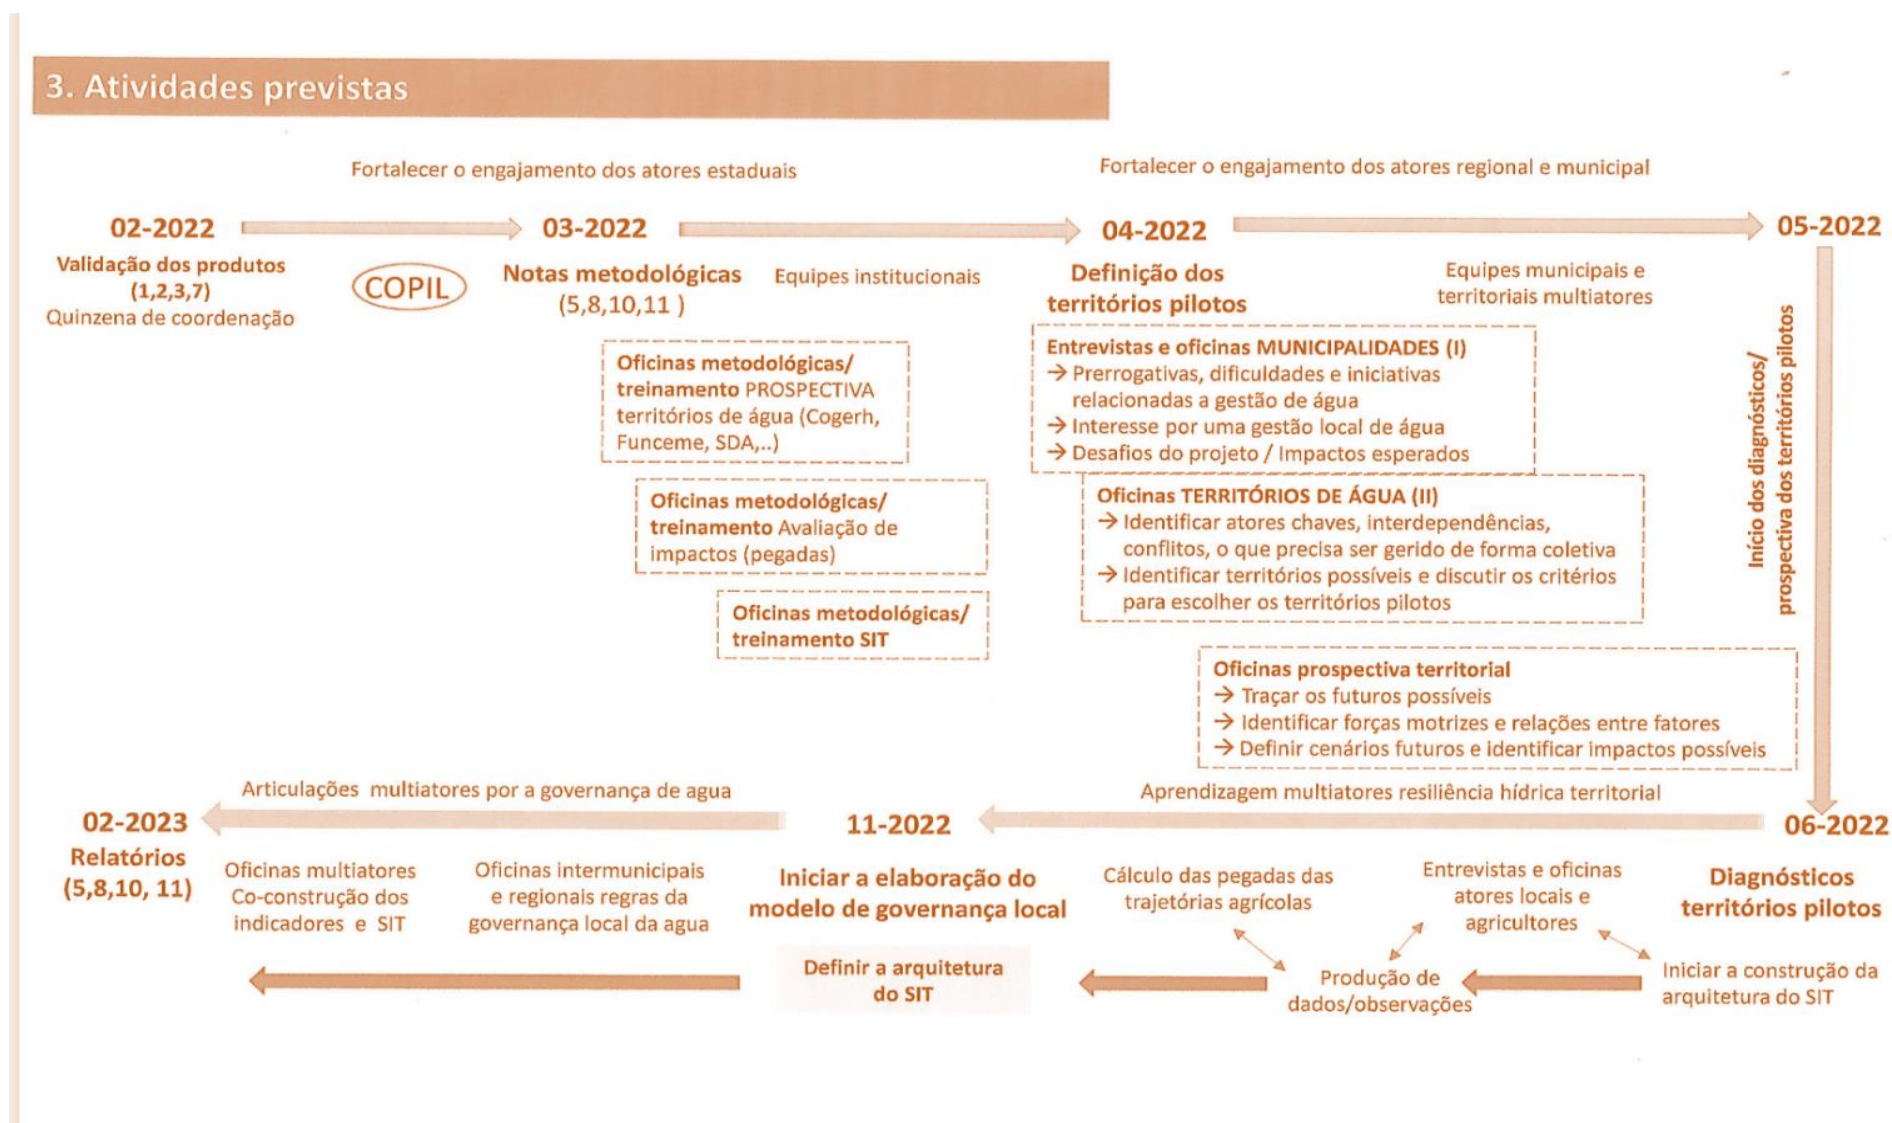 3. Atividades previstas
Fortalecer o engajamento dos atores estaduais
Fortalecer o engajamento dos atores regional e municipal
02-2022
03-2022
04-2022
05-2022
Validação dos produtos
(1,2,3,7)
Quinzena de coordenação
COPIL
Notas metodológicas
(5,8,10,11 )
Equipes institucionais
Definição dos
territórios pilotos
Equipes municipais e
territoriais multiatores
Oficinas metodológicas/
treinamento PROSPECTIVA
territórios de água (Cogerh,
Funceme, SDA,..)
Oficinas metodológicas/
treinamento Avaliação de
impactos (pegadas)
Oficinas metodológicas/
treinamento SIT
Entrevistas e oficinas MUNICIPALIDADES (I)
→ Prerrogativas, dificuldades e iniciativas
relacionadas a gestão de água
→ Interesse por uma gestão local de água
→ Desafios do projeto / Impactos esperados
Oficinas TERRITÓRIOS DE ÁGUA (II)
→ Identificar atores chaves, interdependências,
conflitos, o que precisa ser gerido de forma coletiva
→ Identificar territórios possíveis e discutir os critérios
para escolher os territórios pilotos
Oficinas prospectiva territorial
→ Traçar os futuros possíveis
→ Identificar forças motrizes e relações entre fatores
→ Definir cenários futuros e identificar impactos possíveis
Início dos diagnósticos/
prospectiva dos territórios pilotos
Articulações multiatores por a governança de agua
Aprendizagem multiatores resiliência hídrica territorial
02-2023
11-2022
06-2022
Relatórios
(5,8,10, 11)
Oficinas multiatores
Co-construção dos
indicadores e SIT
Oficinas intermunicipais
e regionais regras da
governança local da agua
Iniciar a elaboração do
modelo de governança local
Cálculo das pegadas das
trajetórias agrícolas
Entrevistas e oficinas
atores locais e
agricultores
Diagnósticos
territórios pilotos
Definir a arquitetura
do SIT
Produção de
dados/observações
Iniciar a construção da
arquitetura do SIT